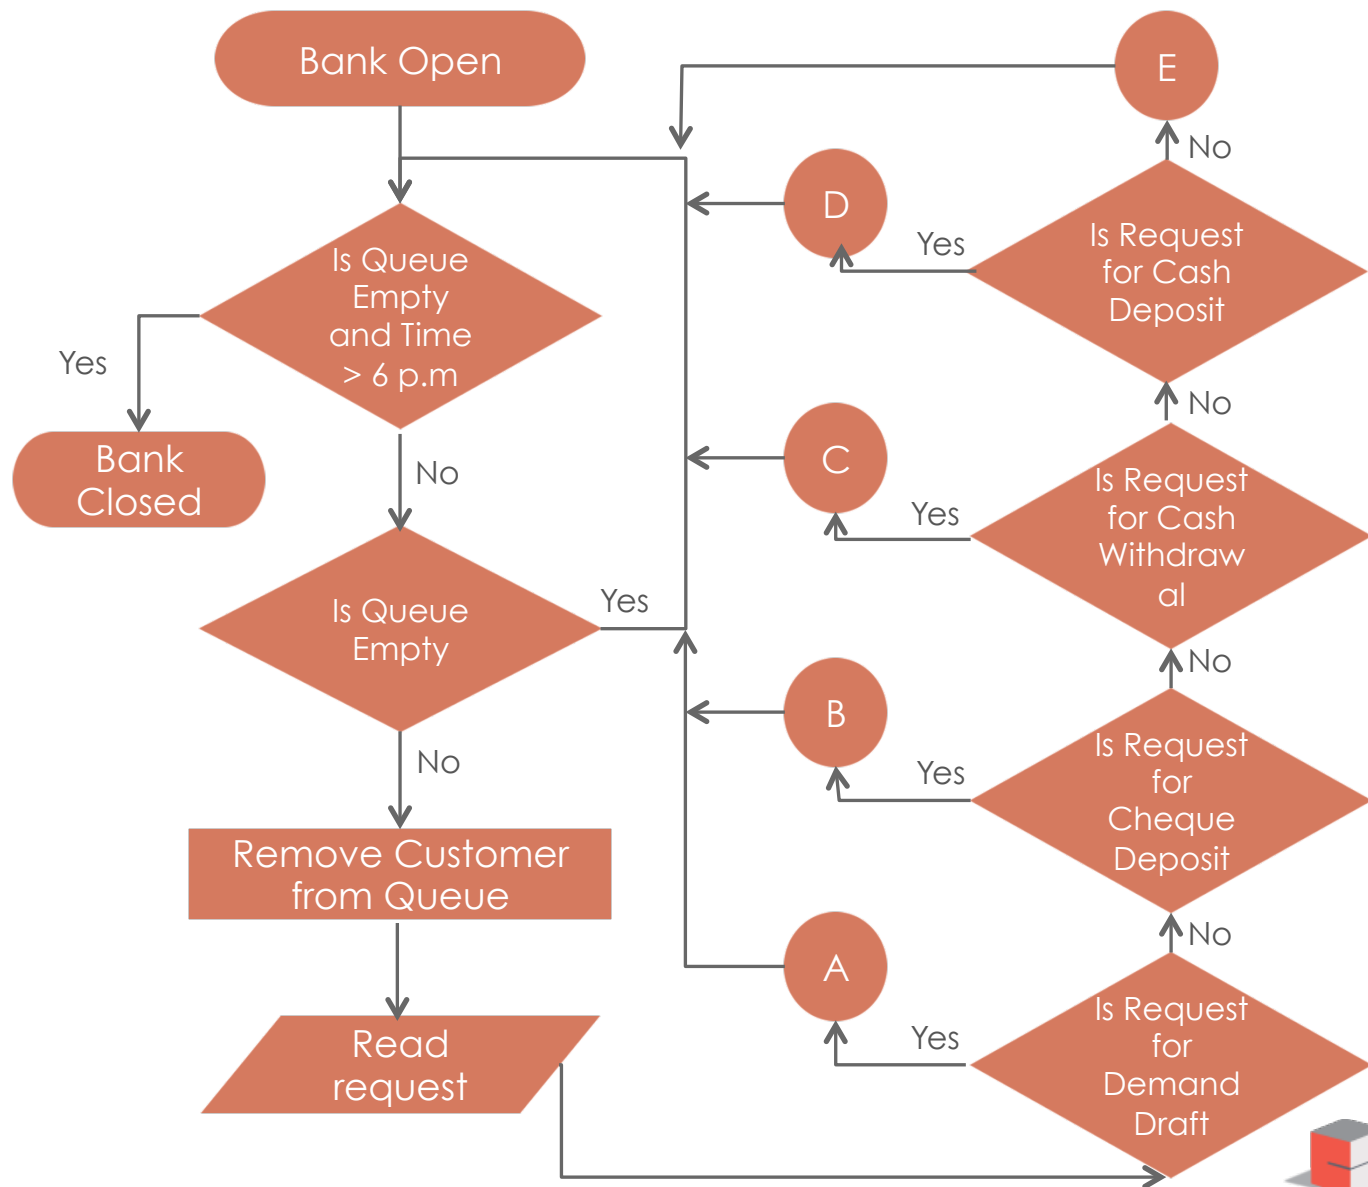 Bank Open
E
No
D
Yes
Is Request
for Cash
Deposit
Is Queue
Empty
and Time
> 6 p.m
Yes
No
Bank
Closed
No
C
Yes
Is Request
for Cash
Withdraw
al
Is Queue
Empty
Yes
No
B
Yes
Is Request
for
Cheque
Deposit
No
Remove Customer
from Queue
No
A
Yes
Is Request
for
Demand
Draft
Read
request